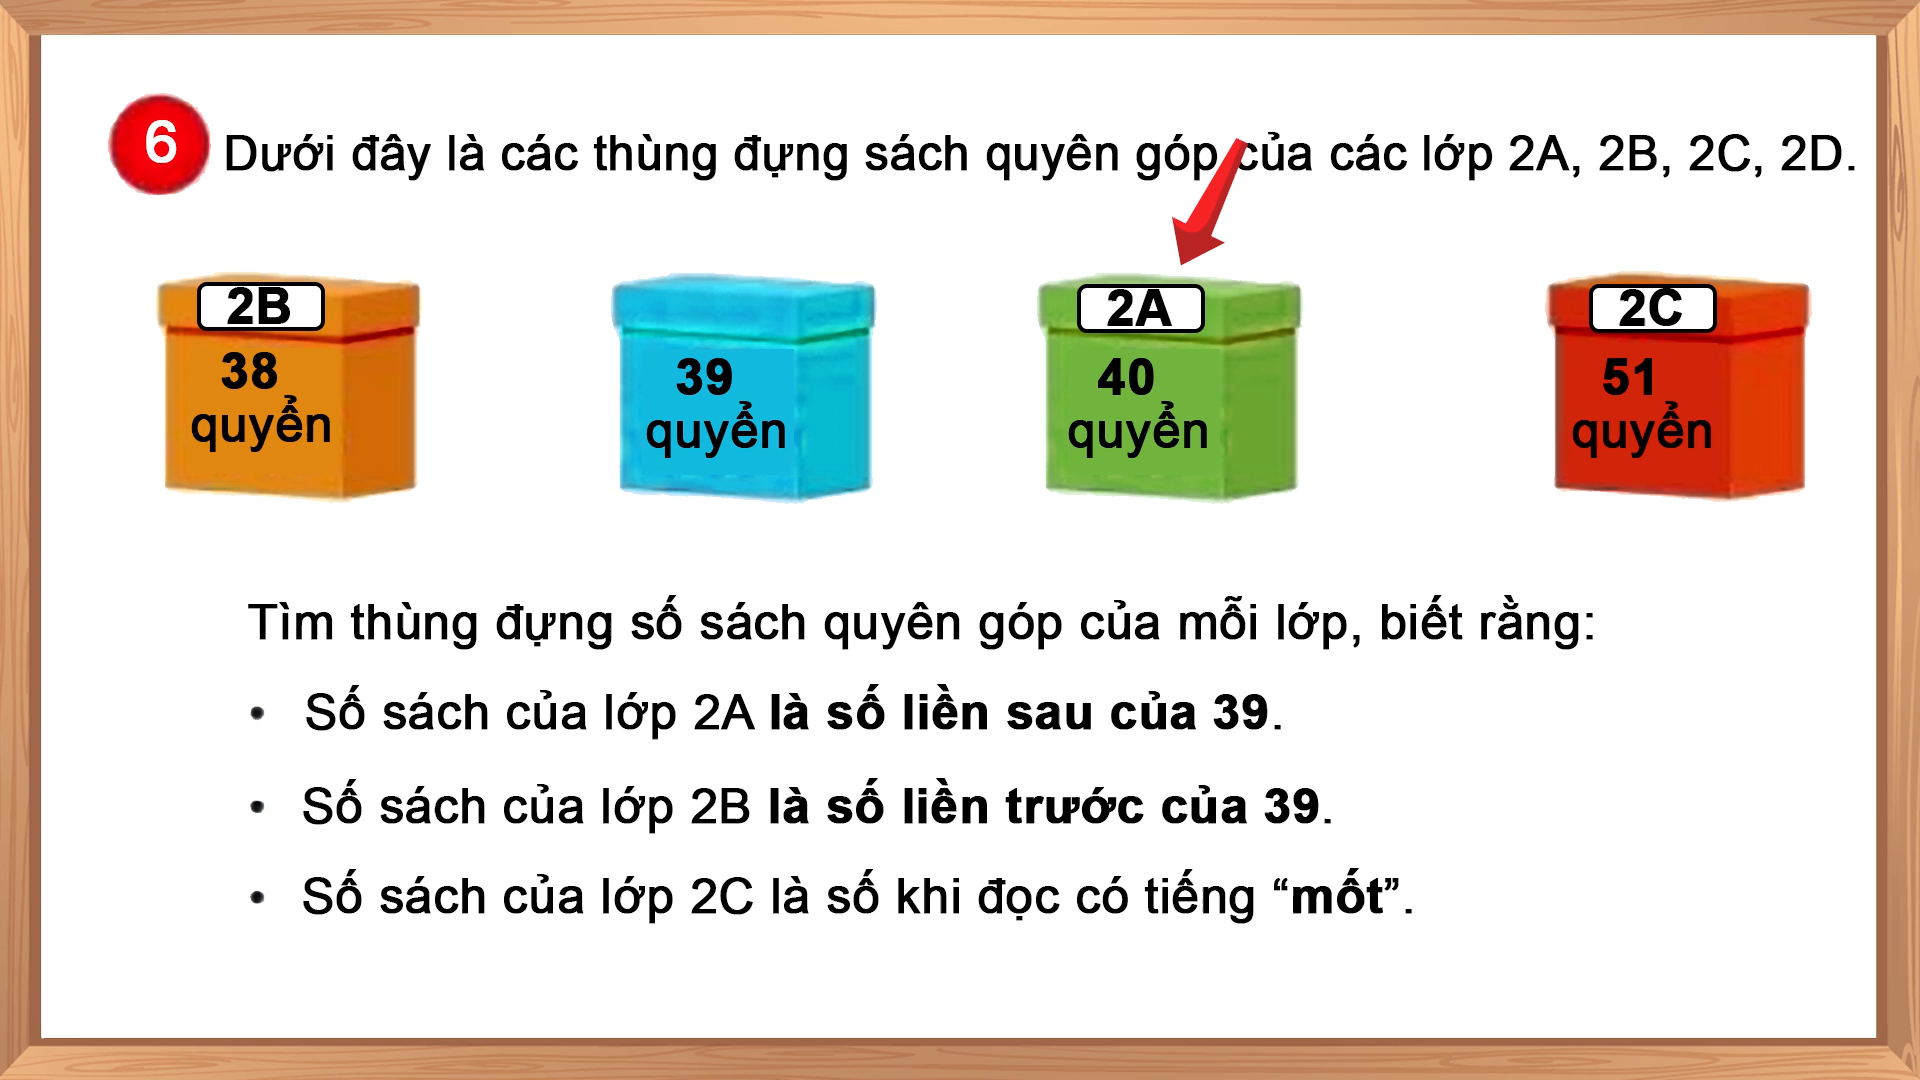 6 Dưới đây là các thùng đựng sách quyên góp của các lớp 2A, 2B, 2C, 2D.
2B 2A 2C
38 39 40 51
quyển quyển quyển quyển
Tìm thùng đựng số sách quyên góp của mỗi lớp, biết rằng:
• Số sách của lớp 2A là số liền sau của 39.
• Số sách của lớp 2B là số liền trước của 39.
• Số sách của lớp 2C là số khi đọc có tiếng “mốt”.